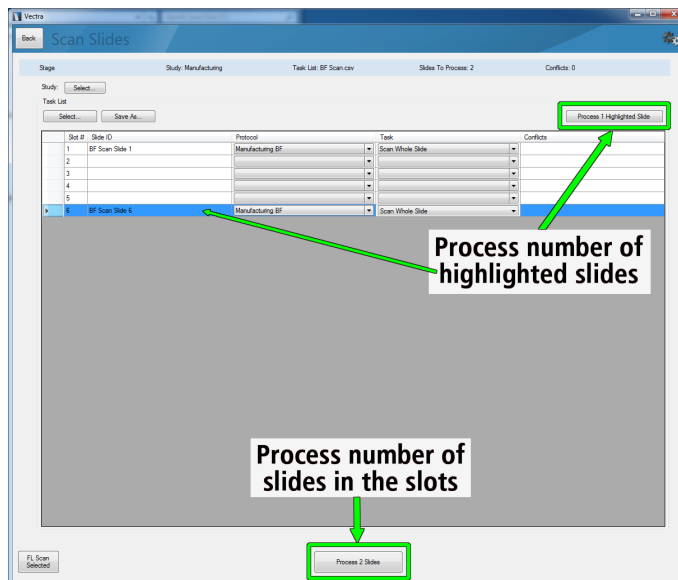 Vectra
Back
Scan Slides
Stage Study: Manufacturing Task List: BF Scan.csv Slides To Process: 2 Conflicts: 0
Study: Select...
Task List
Select... Save As... Process 1 Highlighted Slide
Slot # Slide ID Protocol Task Conflicts
1 BF Scan Slide 1 Manufacturing BF Scan Whole Slide
2
3
4
5
6 BF Scan Slide 6 Manufacturing BF Scan Whole Slide
Process number of
highlighted slides
Process number of
slides in the slots
FL Scan
Selected
Process 2 Slides